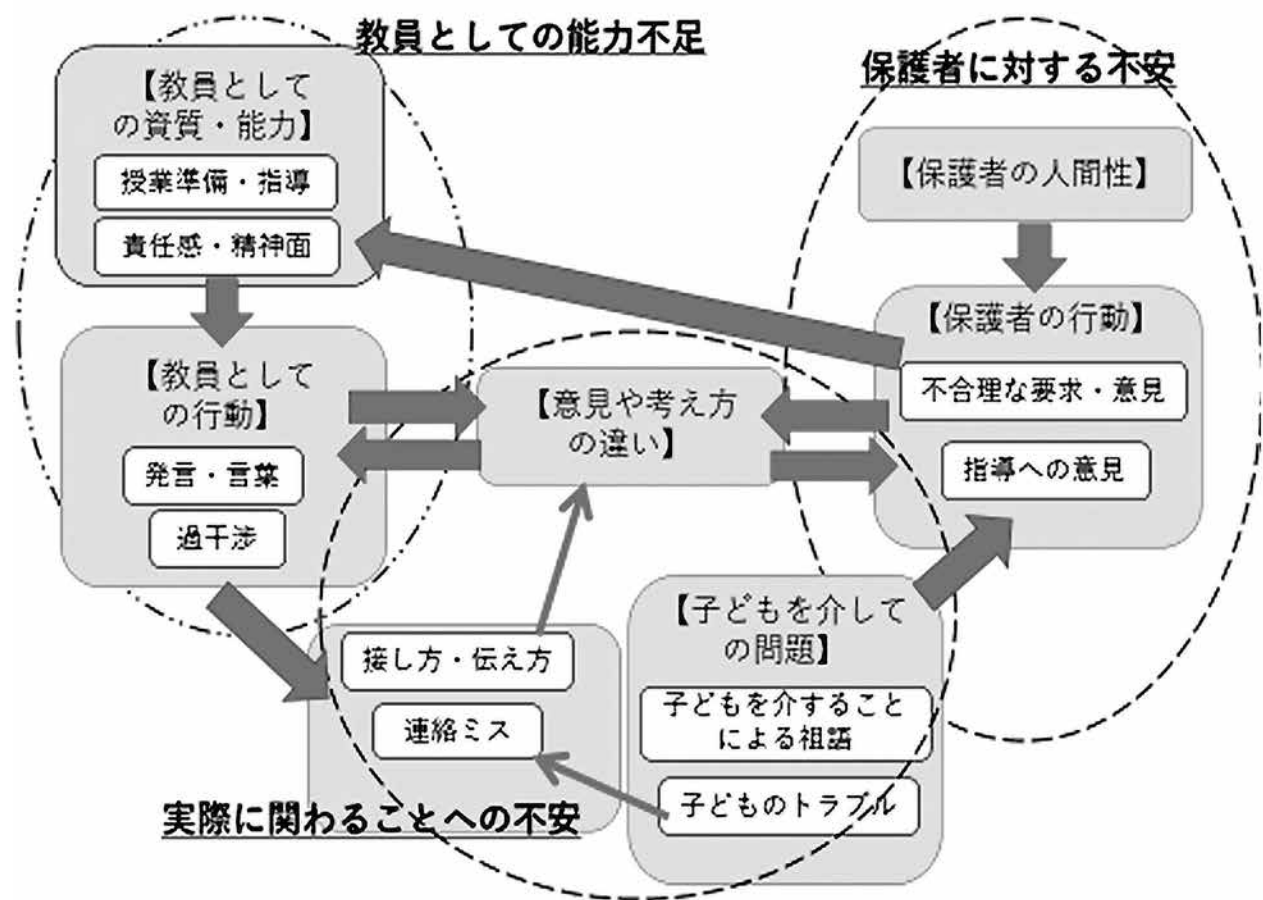 教員としての能力不足
【教員として
の資質・能力】
授業準備・指導
責任感・精神面
【教員として
の行動】
発言・言葉
過干渉
保護者に対する不安
【保護者の人間性】
【保護者の行動】
不合理な要求・意見
指導への意見
【意見や考え方
の違い】
接し方・伝え方
連絡ミス
【子どもを介して
の問題】
子どもを介すること
による祖語
子どものトラブル
実際に関わることへの不安